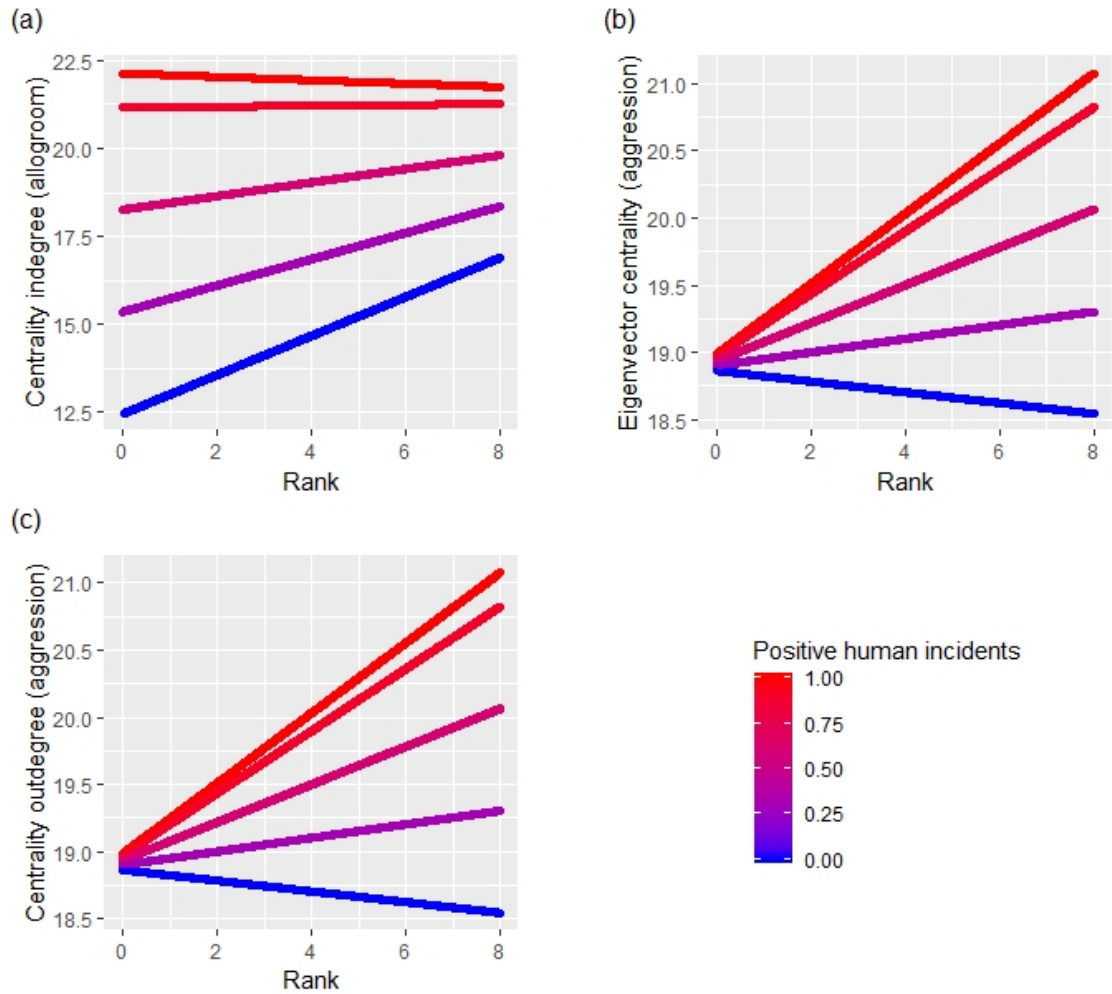 (a)
Centrality indegree (allogroom)
22.5
20.0
17.5
15.0
12.5
0 2 4 6 8
Rank
(b)
Eigenvector centrality (aggression)
21.0
20.5
20.0
19.5
19.0
18.5
0 2 4 6 8
Rank
(c)
Centrality outdegree (aggression)
21.0
20.5
20.0
19.5
19.0
18.5
0 2 4 6 8
Rank
Positive human incidents
1.00
0.75
0.50
0.25
0.00